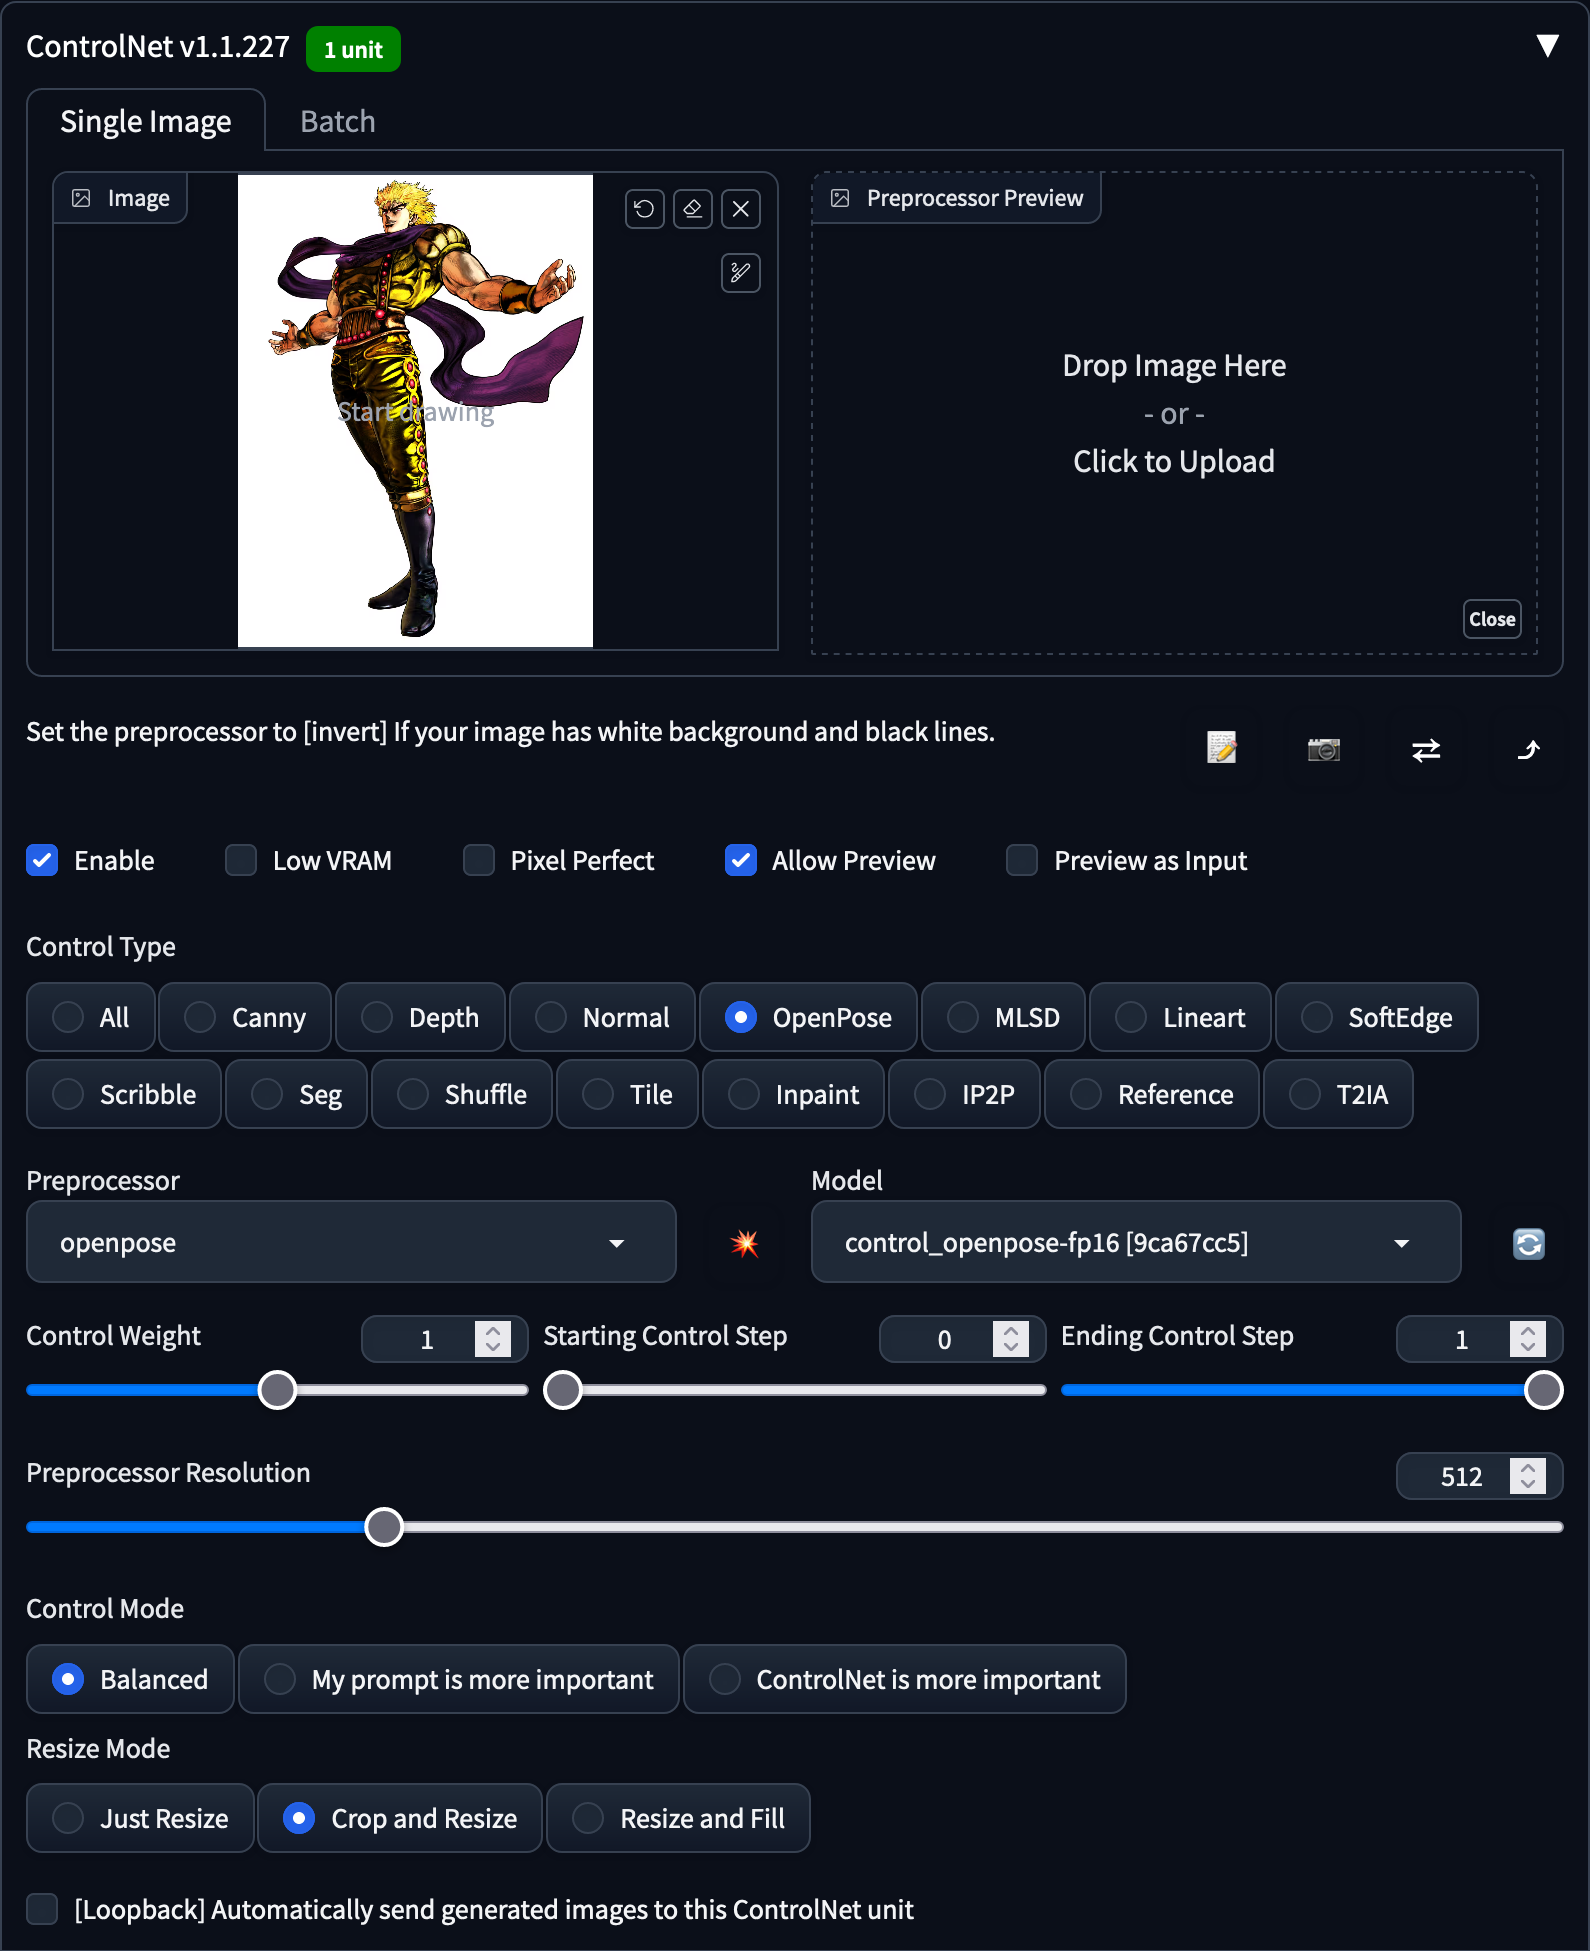 ControlNet v1.1.227 1 unit ▼
Single Image Batch
Image
Start drawing
Preprocessor Preview
Drop Image Here
- or -
Click to Upload
Close
Set the preprocessor to [invert] If your image has white background and black lines.
Enable Low VRAM Pixel Perfect Allow Preview Preview as Input
Control Type
All Canny Depth Normal OpenPose MLSD Lineart SoftEdge
Scribble Seg Shuffle Tile Inpaint IP2P Reference T2IA
Preprocessor Model
openpose control_openpose-fp16 [9ca67cc5]
Control Weight 1 Starting Control Step 0 Ending Control Step 1
Preprocessor Resolution 512
Control Mode
Balanced My prompt is more important ControlNet is more important
Resize Mode
Just Resize Crop and Resize Resize and Fill
[Loopback] Automatically send generated images to this ControlNet unit